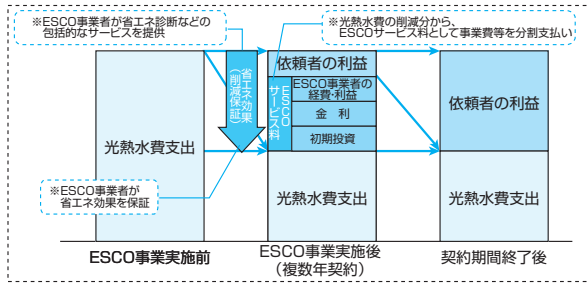 ※ESCO事業者が省エネ診断などの
包括的なサービスを提供
※光熱水費の削減分から、
ESCOサービス料として事業費等を分割支払い
光熱水費支出
省エネ効果
(削減保証)
※ESCO事業者が
省エネ効果を保証
依頼者の利益
ESCO
サービス料
ESCO事業者の
経費・利益
金 利
初期投資
光熱水費支出
依頼者の利益
光熱水費支出
ESCO事業実施前
ESCO事業実施後
(複数年契約)
契約期間終了後